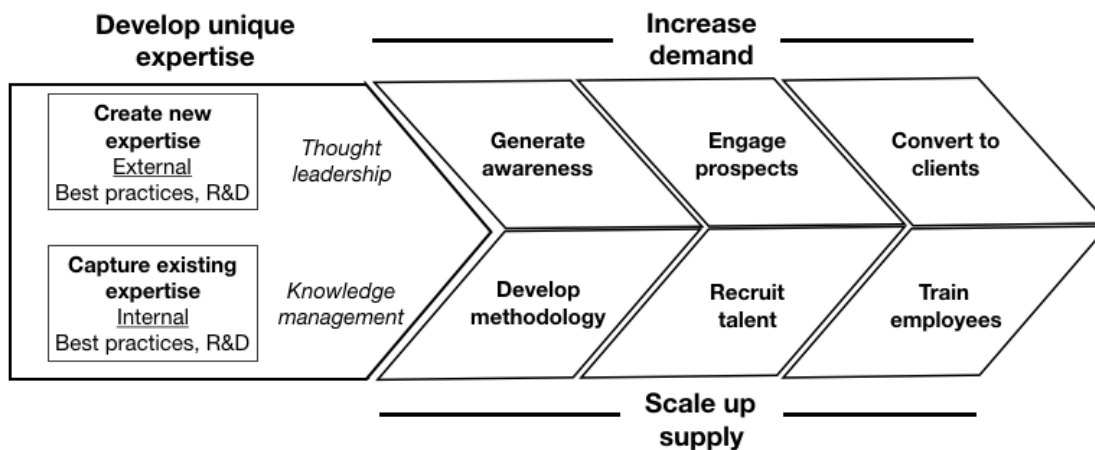 Develop unique
expertise
Increase
demand
Create new
expertise
External
Best practices, R&D
Thought
leadership
Generate
awareness
Engage
prospects
Convert to
clients
Capture existing
expertise
Internal
Best practices, R&D
Knowledge
management
Develop
methodology
Recruit
talent
Train
employees
Scale up
supply